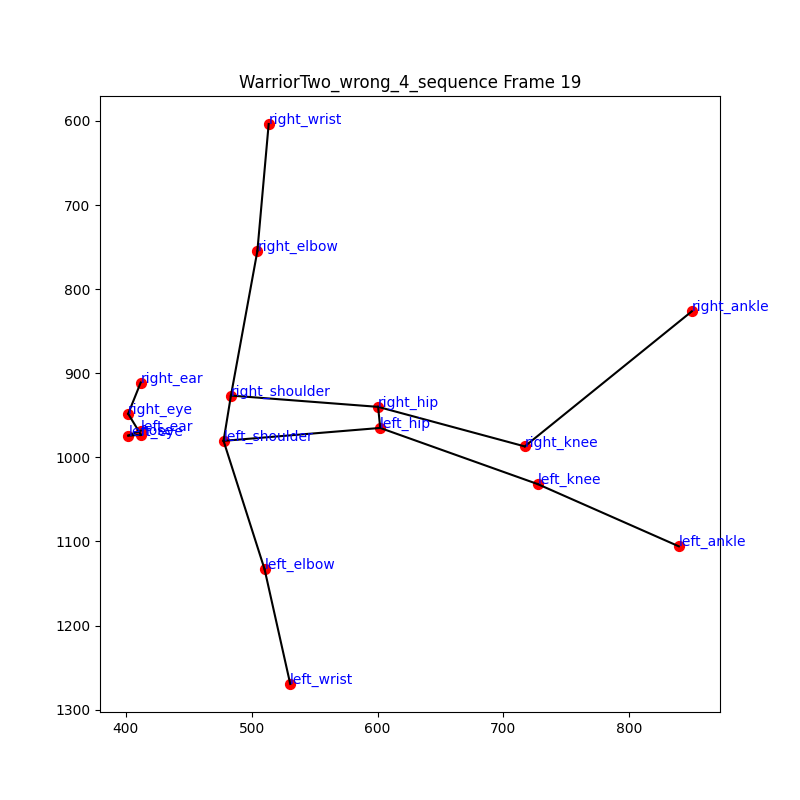 WarriorTwo_wrong_4_sequence Frame 19
600
right_wrist
700
right_elbow
800
right_ankle
900
right_ear
right_shoulder
right_eye
right_hip
left_ear
left_eye
left_shoulder
left_hip
right_knee
1000
left_knee
1100
left_ankle
left_elbow
1200
left_wrist
1300
400
500
600
700
800